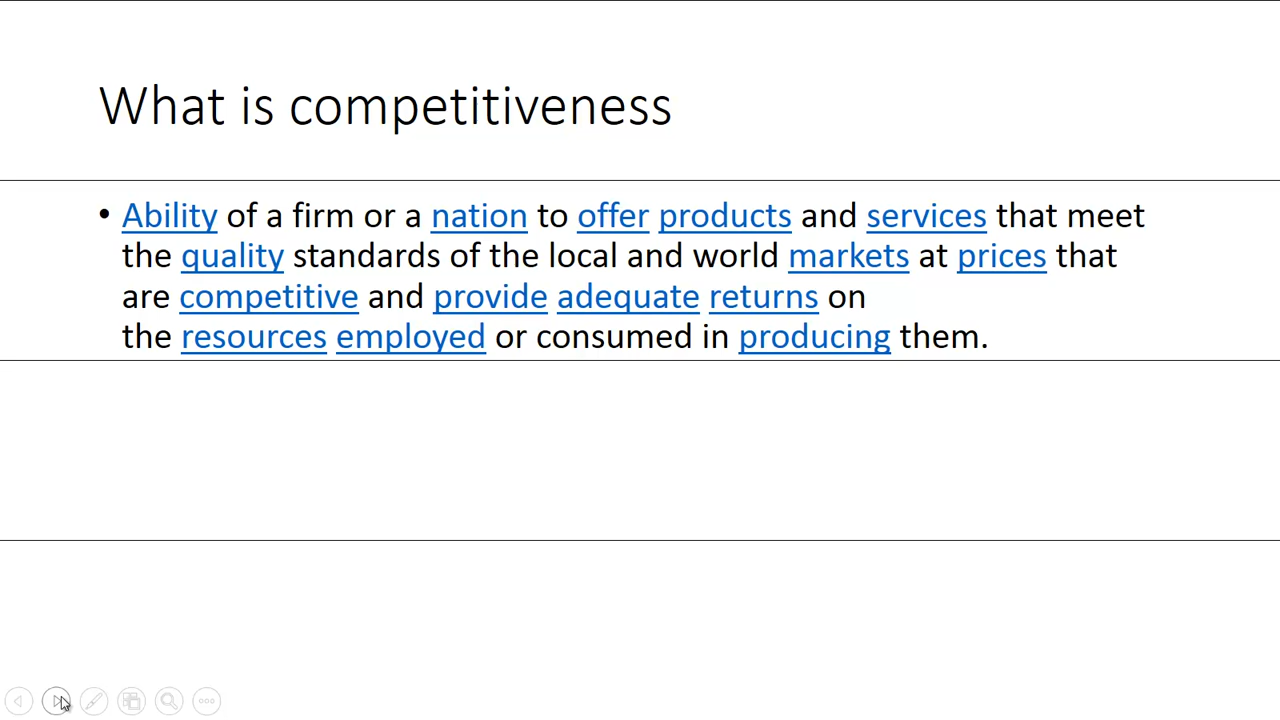 What is competitiveness
• Ability of a firm or a nation to offer products and services that meet
the quality standards of the local and world markets at prices that
are competitive and provide adequate returns on
the resources employed or consumed in producing them.